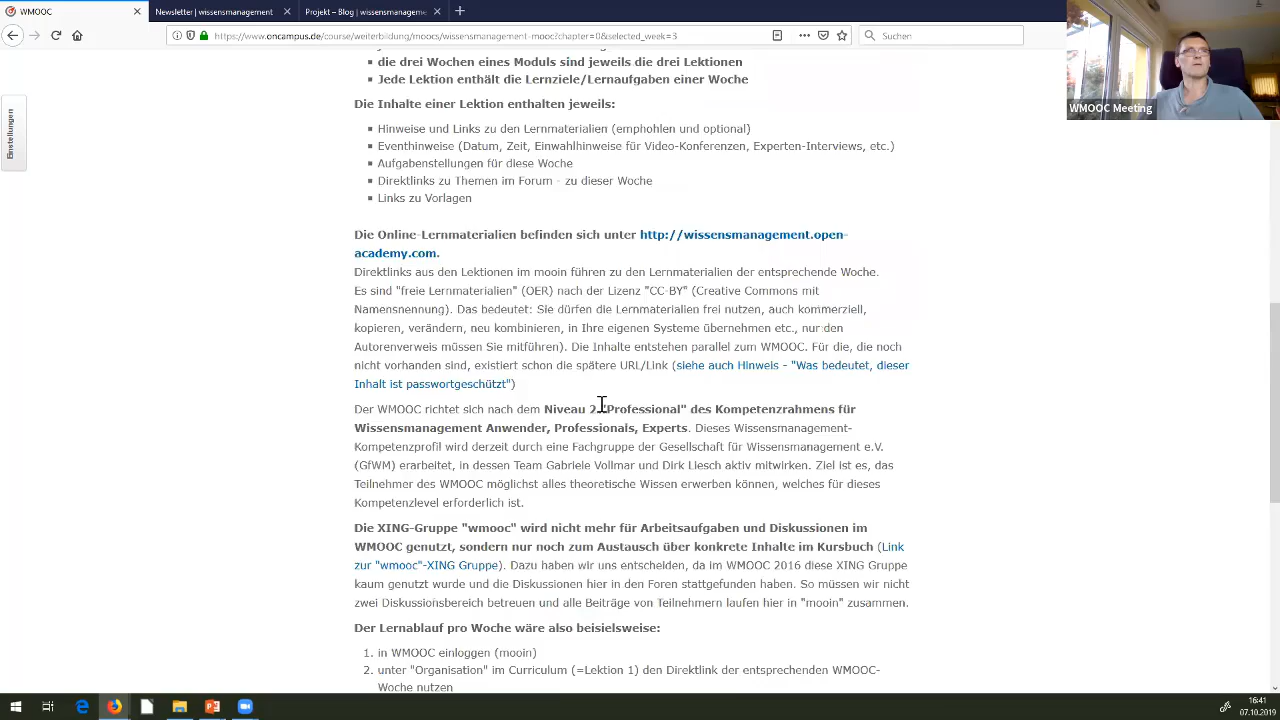 WMOOC
Newsletter | wissensmanagement
Projekt – Blog | wissensmanageme
https://www.oncampus.de/course/weiterbildung/moocs/wissensmanagement-mooc?chapter=0&selected_week=3
Suchen
WMOOC Meeting
Einstellungen
die drei Wochen eines Moduls sind jeweils die drei Lektionen
Jede Lektion enthält die Lernziele/Lernaufgaben einer Woche
Die Inhalte einer Lektion enthalten jeweils:
Hinweise und Links zu den Lernmaterialien (empohlen und optional)
Eventhinweise (Datum, Zeit, Einwahlhinweise für Video-Konferenzen, Experten-Interviews, etc.)
Aufgabenstellungen für diese Woche
Direktlinks zu Themen im Forum - zu dieser Woche
Links zu Vorlagen
Die Online-Lernmaterialien befinden sich unter http://wissensmanagement.open-
academy.com.
Direktlinks aus den Lektionen im mooin führen zu den Lernmaterialien der entsprechende Woche.
Es sind "freie Lernmaterialien" (OER) nach der Lizenz "CC-BY" (Creative Commons mit
Namensnennung). Das bedeutet: Sie dürfen die Lernmaterialien frei nutzen, auch kommerziell,
kopieren, verändern, neu kombinieren, in Ihre eigenen Systeme übernehmen etc., nur den
Autorenverweis müssen Sie mitführen). Die Inhalte entstehen parallel zum WMOOC. Für die, die noch
nicht vorhanden sind, existiert schon die spätere URL/Link (siehe auch Hinweis - "Was bedeutet, dieser
Inhalt ist passwortgeschützt")
Der WMOOC richtet sich nach dem Niveau 2 "Professional" des Kompetenzrahmens für
Wissensmanagement Anwender, Professionals, Experts. Dieses Wissensmanagement-
Kompetenzprofil wird derzeit durch eine Fachgruppe der Gesellschaft für Wissensmanagement e.V.
(GfWM) erarbeitet, in dessen Team Gabriele Vollmar und Dirk Liesch aktiv mitwirken. Ziel ist es, das
Teilnehmer des WMOOC möglichst alles theoretische Wissen erwerben können, welches für dieses
Kompetenzlevel erforderlich ist.
Die XING-Gruppe "wmooc" wird nicht mehr für Arbeitsaufgaben und Diskussionen im
WMOOC genutzt, sondern nur noch zum Austausch über konkrete Inhalte im Kursbuch (Link
zur "wmooc"-XING Gruppe). Dazu haben wir uns entscheiden, da im WMOOC 2016 diese XING Gruppe
kaum genutzt wurde und die Diskussionen hier in den Foren stattgefunden haben. So müssen wir nicht
zwei Diskussionsbereich betreuen und alle Beiträge von Teilnehmern laufen hier in "mooin" zusammen.
Der Lernablauf pro Woche wäre also beisielsweise:
1. in WMOOC einloggen (mooin)
2. unter "Organisation" im Curriculum (=Lektion 1) den Direktlink der entsprechenden WMOOC-
Woche nutzen
16:41
07.10.2019